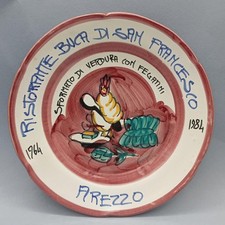 RISTORANTE BUCA DI SAN FRANCESCO
SFORMATO DI VERDURA CON FEGATINI
1964
1984
AREZZO